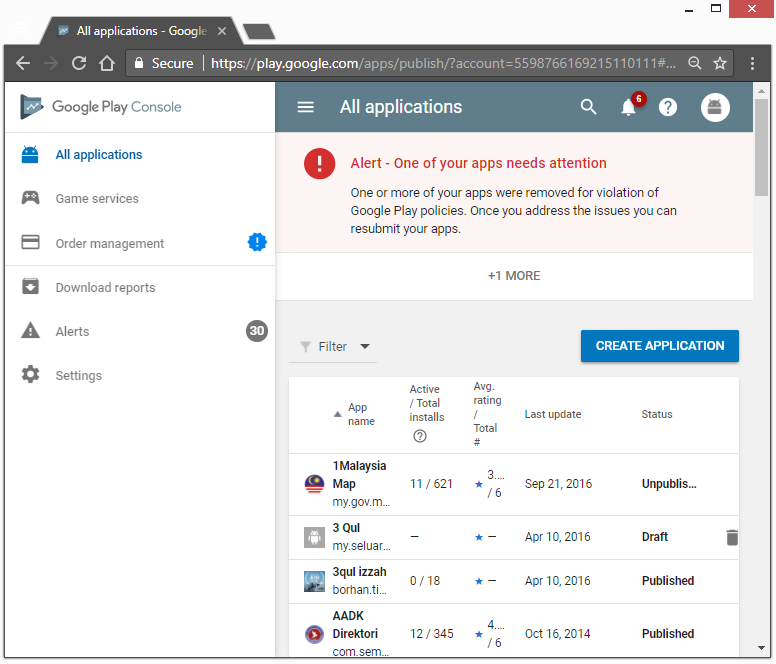 All applications - Google
Secure
https://play.google.com/apps/publish/?account=5598766169215110111#...
Google Play Console
All applications
6
All applications
Game services
Order management
Download reports
Alerts
30
Settings
Alert - One of your apps needs attention
One or more of your apps were removed for violation of
Google Play policies. Once you address the issues you can
resubmit your apps.
+1 MORE
Filter
CREATE APPLICATION
App
name
Active
/ Total
installs
Avg.
rating
/
Total
#
Last update
Status
1Malaysia
Map
my.gov.m...
11 / 621
3....
/ 6
Sep 21, 2016
Unpublis...
3 Qul
my.seluar...
—
★ —
Apr 10, 2016
Draft
3qul izzah
borhan.ti...
0 / 18
★ —
Apr 10, 2016
Published
AADK
Direktori
com.sem...
12 / 345
4....
/ 6
Oct 16, 2014
Published